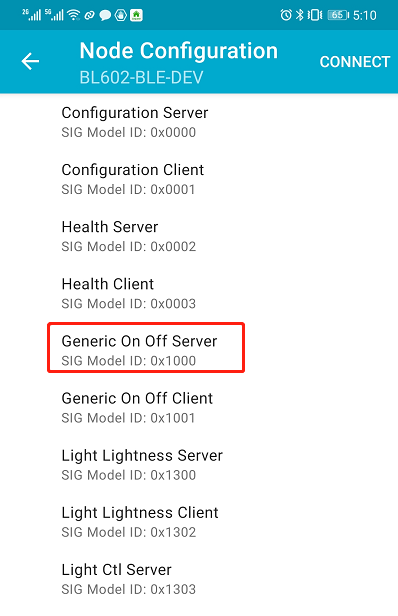 2G 5G 65 5:10
Node Configuration
BL602-BLE-DEV
CONNECT
Configuration Server
SIG Model ID: 0x0000
Configuration Client
SIG Model ID: 0x0001
Health Server
SIG Model ID: 0x0002
Health Client
SIG Model ID: 0x0003
Generic On Off Server
SIG Model ID: 0x1000
Generic On Off Client
SIG Model ID: 0x1001
Light Lightness Server
SIG Model ID: 0x1300
Light Lightness Client
SIG Model ID: 0x1302
Light Ctl Server
SIG Model ID: 0x1303